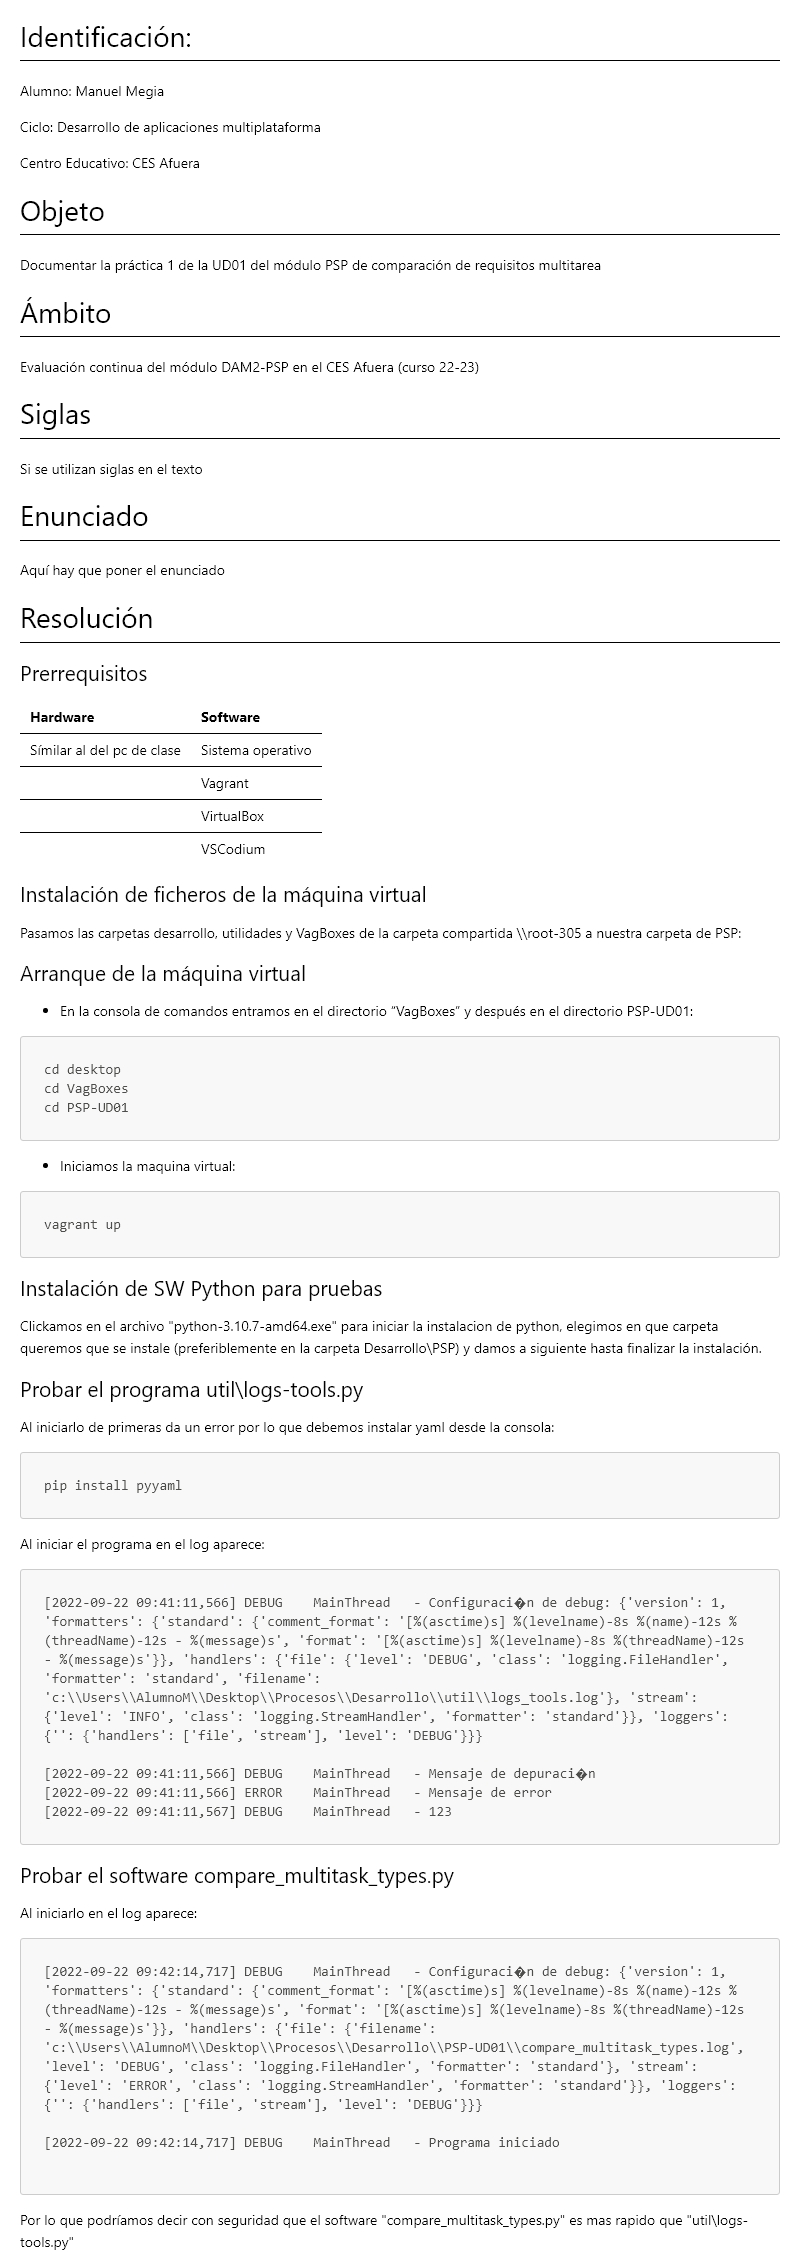 Identificación:
Alumno: Manuel Megia
Ciclo: Desarrollo de aplicaciones multiplataforma
Centro Educativo: CES Afuera
Objeto
Documentar la práctica 1 de la UD01 del módulo PSP de comparación de requisitos multitarea
Ámbito
Evaluación continua del módulo DAM2-PSP en el CES Afuera (curso 22-23)
Siglas
Si se utilizan siglas en el texto
Enunciado
Aquí hay que poner el enunciado
Resolución
Prerrequisitos
Hardware Software
Símilar al del pc de clase Sistema operativo
Vagrant
VirtualBox
VSCodium
Instalación de ficheros de la máquina virtual
Pasamos las carpetas desarrollo, utilidades y VagBoxes de la carpeta compartida \\root-305 a nuestra carpeta de PSP:
Arranque de la máquina virtual
• En la consola de comandos entramos en el directorio “VagBoxes” y después en el directorio PSP-UD01:
cd desktop
cd VagBoxes
cd PSP-UD01
• Iniciamos la maquina virtual:
vagrant up
Instalación de SW Python para pruebas
Clickamos en el archivo "python-3.10.7-amd64.exe" para iniciar la instalacion de python, elegimos en que carpeta
queremos que se instale (preferiblemente en la carpeta Desarrollo\PSP) y damos a siguiente hasta finalizar la instalación.
Probar el programa util\logs-tools.py
Al iniciarlo de primeras da un error por lo que debemos instalar yaml desde la consola:
pip install pyyaml
Al iniciar el programa en el log aparece:
[2022-09-22 09:41:11,566] DEBUG    MainThread   - Configuraci�n de debug: {'version': 1,
'formatters': {'standard': {'comment_format': '[%(asctime)s] %(levelname)-8s %(name)-12s %
(threadName)-12s - %(message)s', 'format': '[%(asctime)s] %(levelname)-8s %(threadName)-12s
- %(message)s'}}, 'handlers': {'file': {'level': 'DEBUG', 'class': 'logging.FileHandler',
'formatter': 'standard', 'filename':
'c:\\Users\\AlumnoM\\Desktop\\Procesos\\Desarrollo\\util\\logs_tools.log'}, 'stream':
{'level': 'INFO', 'class': 'logging.StreamHandler', 'formatter': 'standard'}}, 'loggers':
{'': {'handlers': ['file', 'stream'], 'level': 'DEBUG'}}}
[2022-09-22 09:41:11,566] DEBUG    MainThread   - Mensaje de depuraci�n
[2022-09-22 09:41:11,566] ERROR    MainThread   - Mensaje de error
[2022-09-22 09:41:11,567] DEBUG    MainThread   - 123
Probar el software compare_multitask_types.py
Al iniciarlo en el log aparece:
[2022-09-22 09:42:14,717] DEBUG    MainThread   - Configuraci�n de debug: {'version': 1,
'formatters': {'standard': {'comment_format': '[%(asctime)s] %(levelname)-8s %(name)-12s %
(threadName)-12s - %(message)s', 'format': '[%(asctime)s] %(levelname)-8s %(threadName)-12s
- %(message)s'}}, 'handlers': {'file': {'filename':
'c:\\Users\\AlumnoM\\Desktop\\Procesos\\Desarrollo\\PSP-UD01\\compare_multitask_types.log',
'level': 'DEBUG', 'class': 'logging.FileHandler', 'formatter': 'standard'}, 'stream':
{'level': 'ERROR', 'class': 'logging.StreamHandler', 'formatter': 'standard'}}, 'loggers':
{'': {'handlers': ['file', 'stream'], 'level': 'DEBUG'}}}
[2022-09-22 09:42:14,717] DEBUG    MainThread   - Programa iniciado
Por lo que podríamos decir con seguridad que el software "compare_multitask_types.py" es mas rapido que "util\logs-
tools.py"